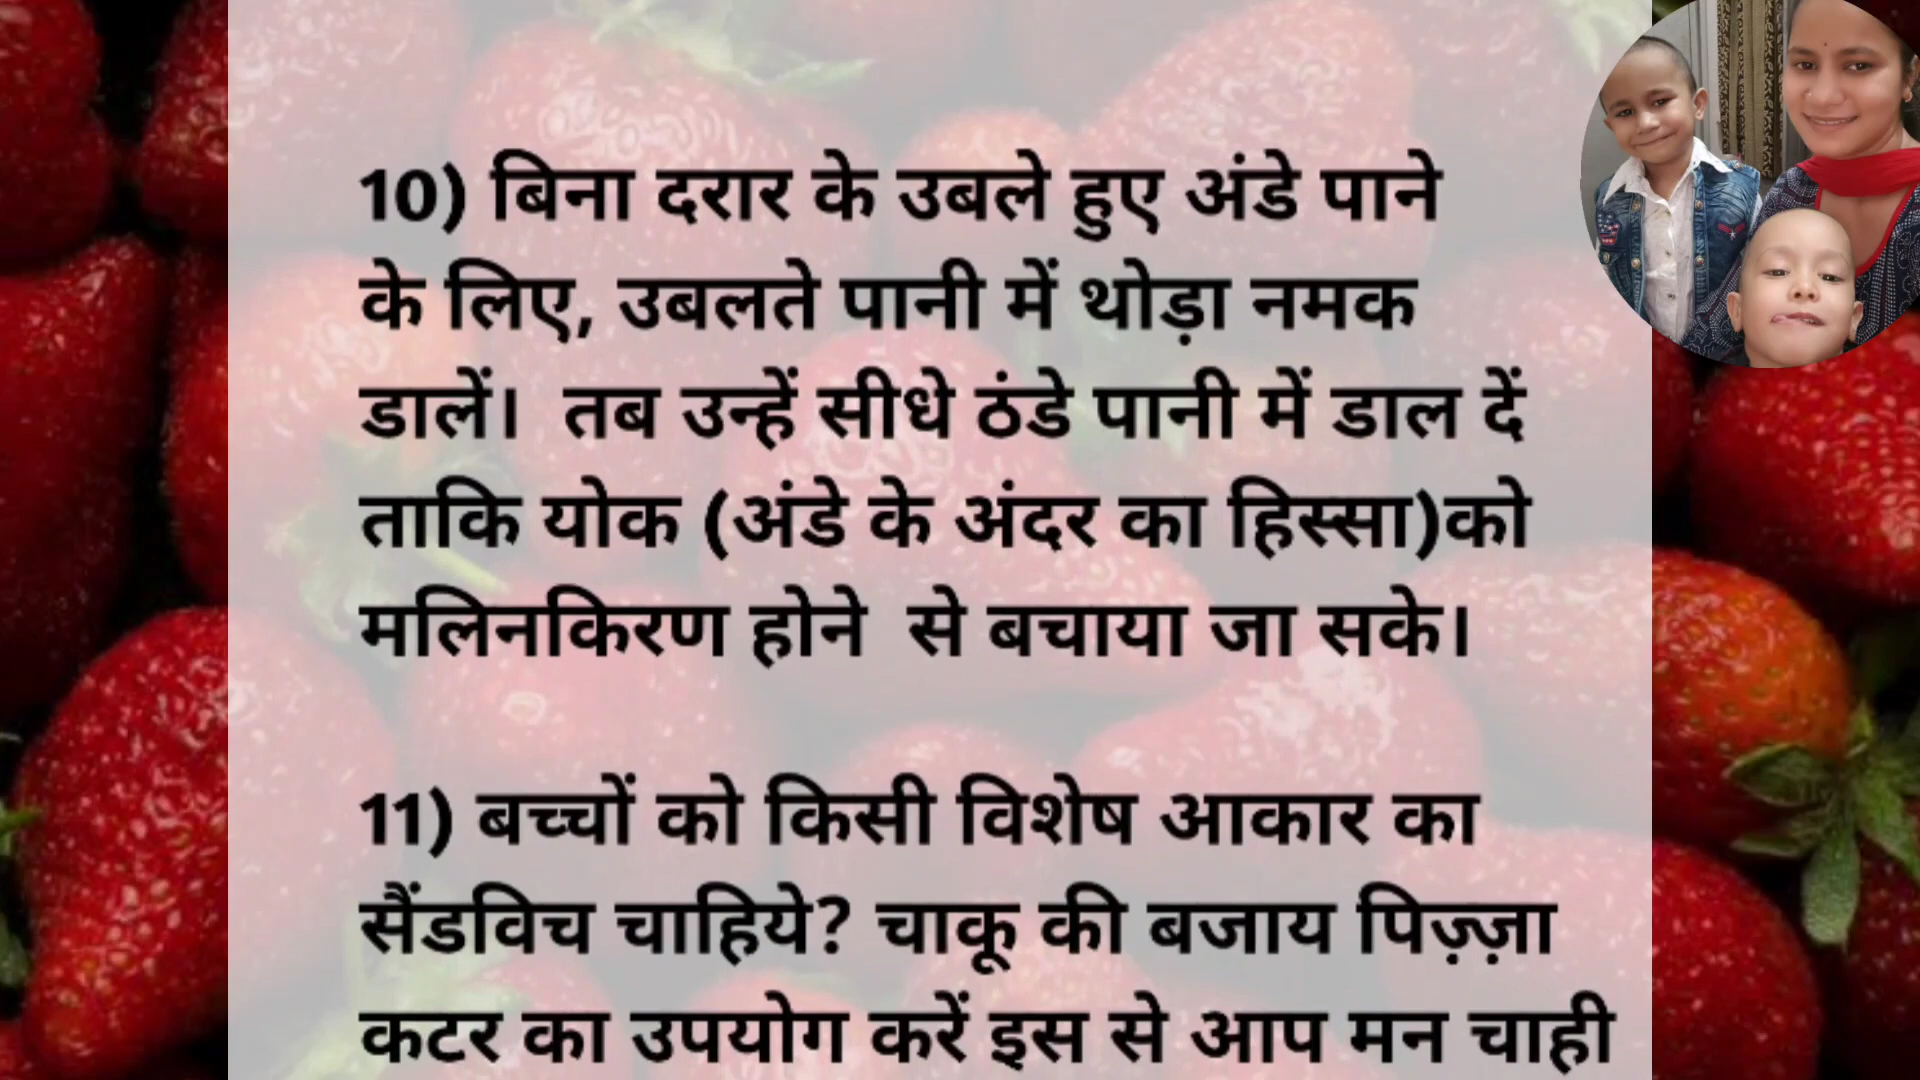 10) बिना दरार के उबले हुए अंडे पाने
के लिए, उबलते पानी में थोड़ा नमक
डालें।  तब उन्हें सीधे ठंडे पानी में डाल दें
ताकि योक (अंडे के अंदर का हिस्सा)को
मलिनकिरण होने  से बचाया जा सके।
11) बच्चों को किसी विशेष आकार का
सैंडविच चाहिये? चाकू की बजाय पिज़्ज़ा
कटर का उपयोग करें इस से आप मन चाही